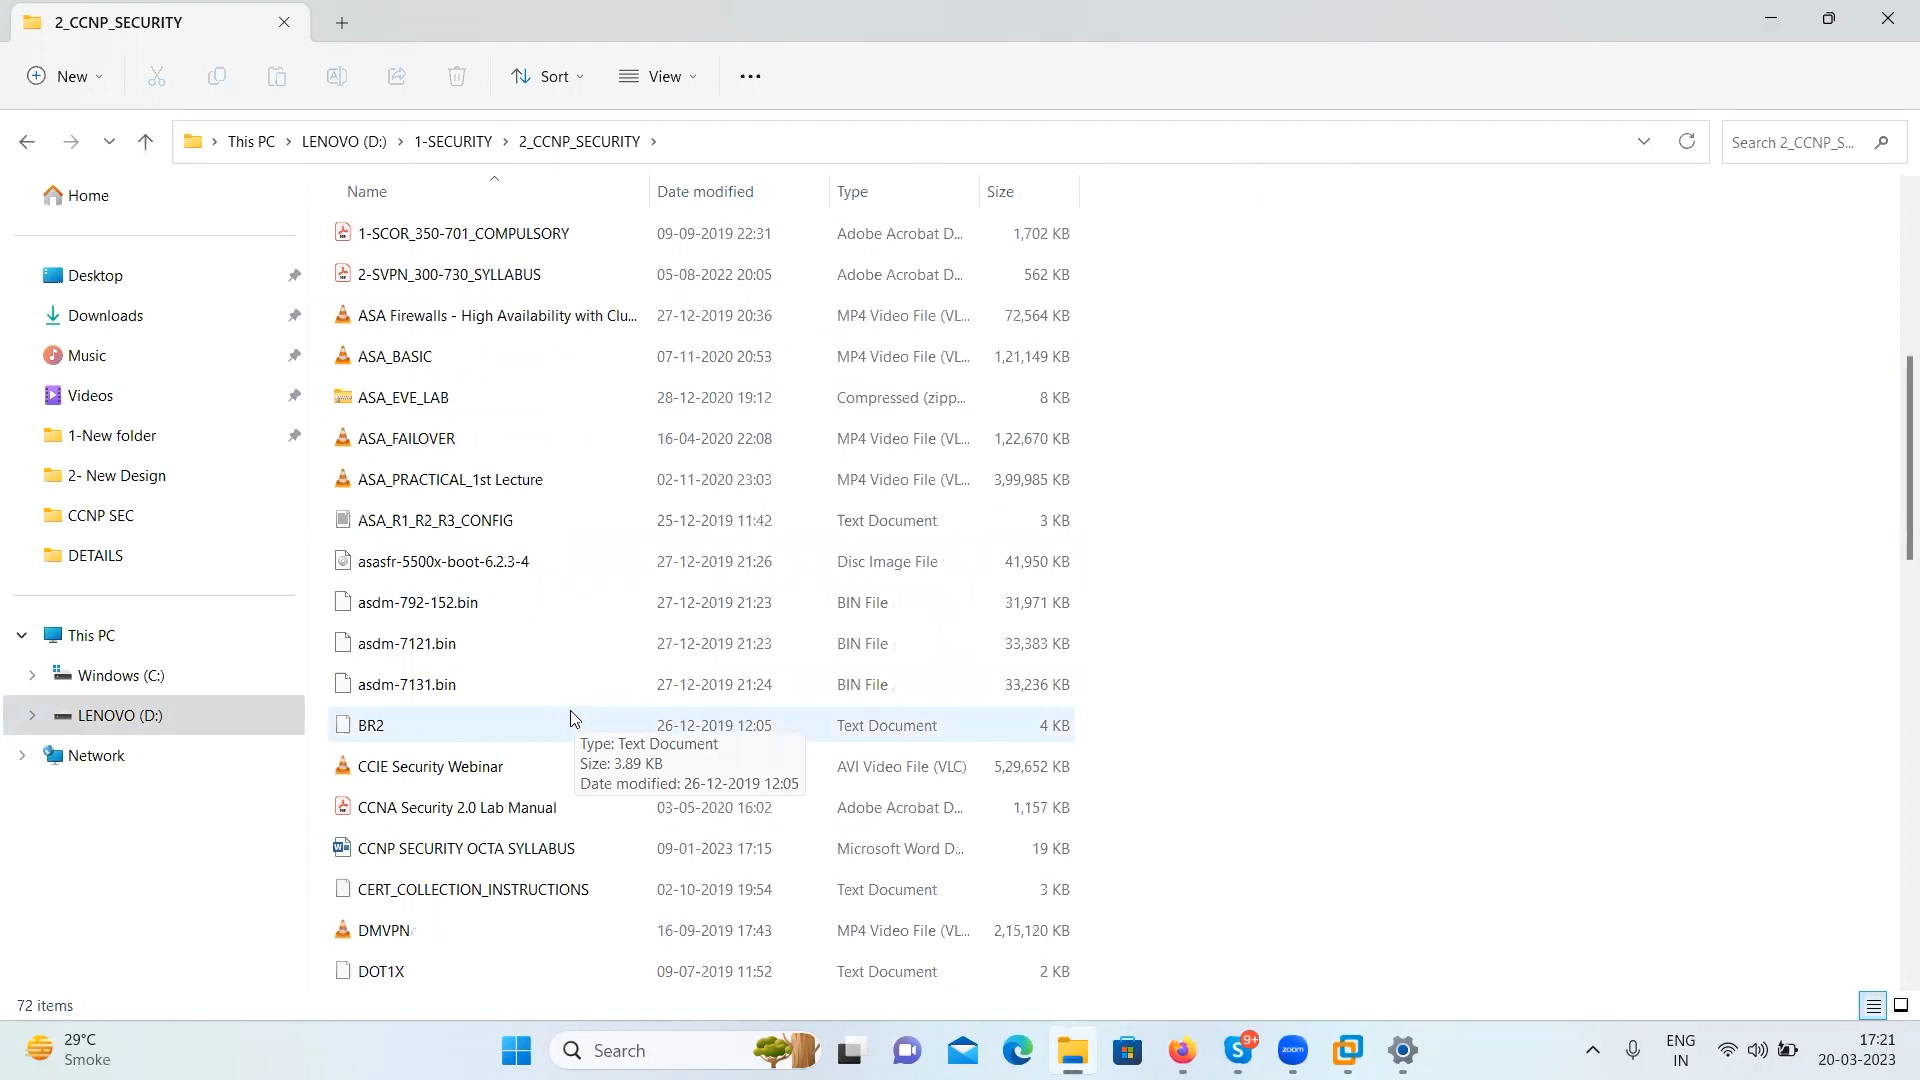 2_CCNP_SECURITY
New
Sort
View
This PC
LENOVO (D:)
1-SECURITY
2_CCNP_SECURITY
Search 2_CCNP_S...
Home
Desktop
Downloads
Music
Videos
1-New folder
2- New Design
CCNP SEC
DETAILS
This PC
Windows (C:)
LENOVO (D:)
Network
Name Date modified Type Size
1-SCOR_350-701_COMPULSORY 09-09-2019 22:31 Adobe Acrobat D... 1,702 KB
2-SVPN_300-730_SYLLABUS 05-08-2022 20:05 Adobe Acrobat D... 562 KB
ASA Firewalls - High Availability with Clu... 27-12-2019 20:36 MP4 Video File (VL... 72,564 KB
ASA_BASIC 07-11-2020 20:53 MP4 Video File (VL... 1,21,149 KB
ASA_EVE_LAB 28-12-2020 19:12 Compressed (zipp... 8 KB
ASA_FAILOVER 16-04-2020 22:08 MP4 Video File (VL... 1,22,670 KB
ASA_PRACTICAL_1st Lecture 02-11-2020 23:03 MP4 Video File (VL... 3,99,985 KB
ASA_R1_R2_R3_CONFIG 25-12-2019 11:42 Text Document 3 KB
asasfr-5500x-boot-6.2.3-4 27-12-2019 21:26 Disc Image File 41,950 KB
asdm-792-152.bin 27-12-2019 21:23 BIN File 31,971 KB
asdm-7121.bin 27-12-2019 21:23 BIN File 33,383 KB
asdm-7131.bin 27-12-2019 21:24 BIN File 33,236 KB
BR2 26-12-2019 12:05 Text Document 4 KB
Type: Text Document
Size: 3.89 KB
Date modified: 26-12-2019 12:05
CCIE Security Webinar AVI Video File (VLC) 5,29,652 KB
CCNA Security 2.0 Lab Manual 03-05-2020 16:02 Adobe Acrobat D... 1,157 KB
CCNP SECURITY OCTA SYLLABUS 09-01-2023 17:15 Microsoft Word D... 19 KB
CERT_COLLECTION_INSTRUCTIONS 02-10-2019 19:54 Text Document 3 KB
DMVPN 16-09-2019 17:43 MP4 Video File (VL... 2,15,120 KB
DOT1X 09-07-2019 11:52 Text Document 2 KB
72 items
29°C
Smoke
Search
9+
zoom
ENG
IN
17:21
20-03-2023